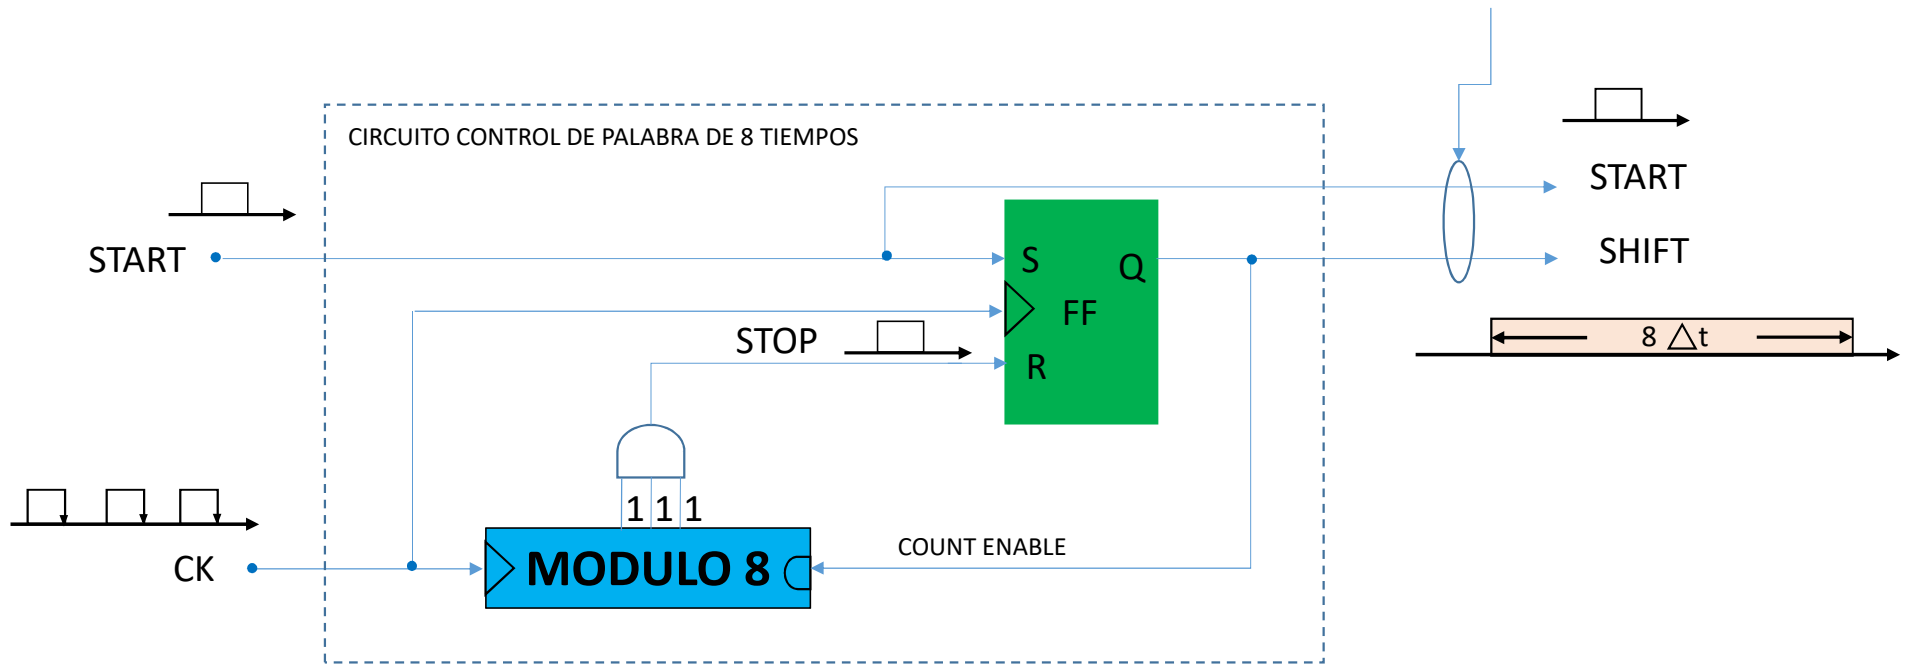 CIRCUITO CONTROL DE PALABRA DE 8 TIEMPOS
START
SHIFT
START
S
Q
FF
R
STOP
8 △t
1 1 1
MODULO 8
COUNT ENABLE
CK